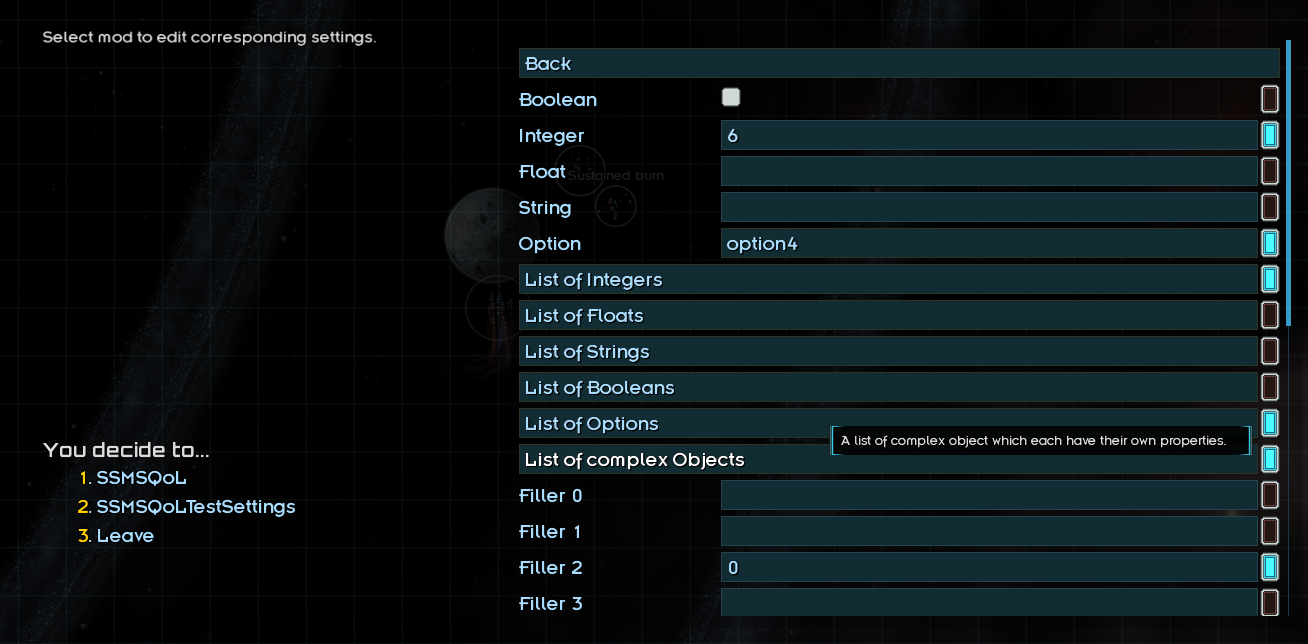 Select mod to edit corresponding settings.
Back
Boolean
Integer 6
Float
Sustained burn
String
Option option4
List of Integers
List of Floats
List of Strings
List of Booleans
List of Options
A list of complex object which each have their own properties.
List of complex Objects
Filler 0
Filler 1
Filler 2 0
Filler 3
You decide to...
1. SSMSQoL
2. SSMSQoLTestSettings
3. Leave